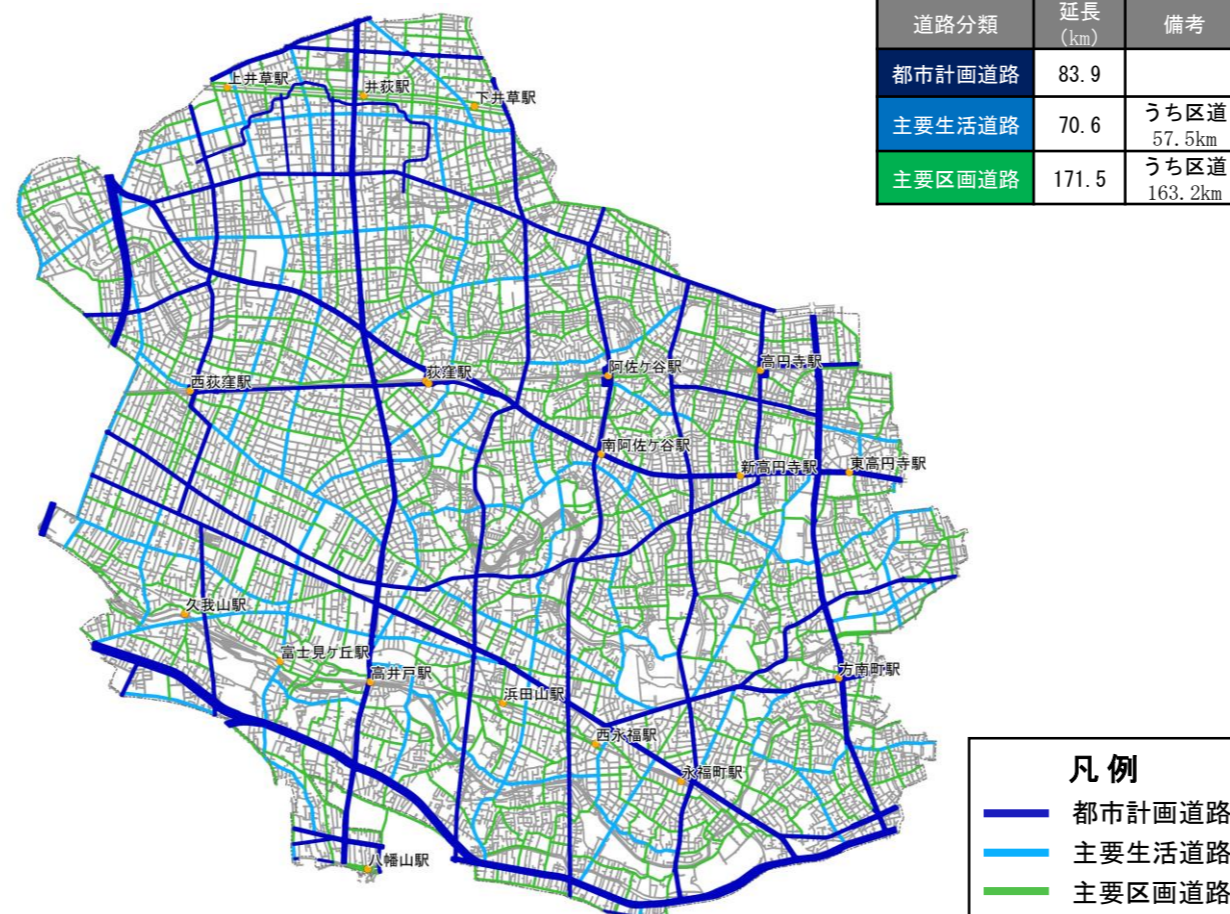 道路分類 延長 備考
(km)
都市計画道路 83.9
主要生活道路 70.6 うち区道
57.5km
主要区画道路 171.5 うち区道
163.2km
上井草駅
井荻駅
下井草駅
西荻窪駅
荻窪駅
阿佐ケ谷駅
高円寺駅
南阿佐ケ谷駅
新高円寺駅
東高円寺駅
久我山駅
富士見ケ丘駅
高井戸駅
浜田山駅
西永福駅
永福町駅
方南町駅
八幡山駅
凡例
都市計画道路
主要生活道路
主要区画道路